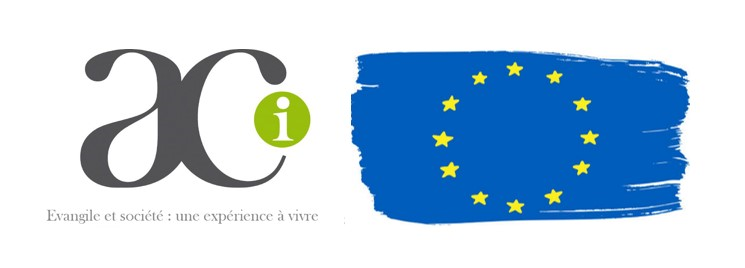 aci
Evangile et société : une expérience à vivre